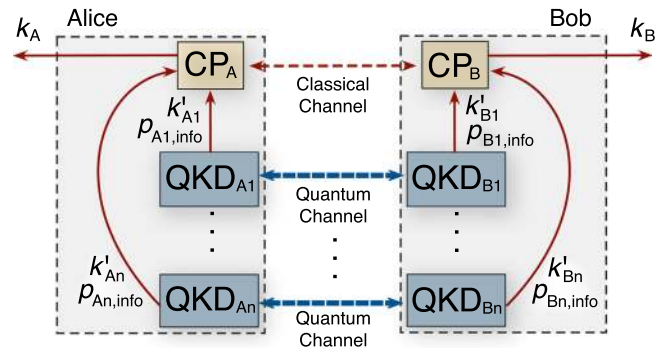 Alice
Bob
k_A
k_B
CP_A
CP_B
Classical
Channel
k'_A1
p_A1,info
k'_B1
p_B1,info
QKD_A1
QKD_B1
Quantum
Channel
k'_An
p_An,info
k'_Bn
p_Bn,info
QKD_An
QKD_Bn
Quantum
Channel